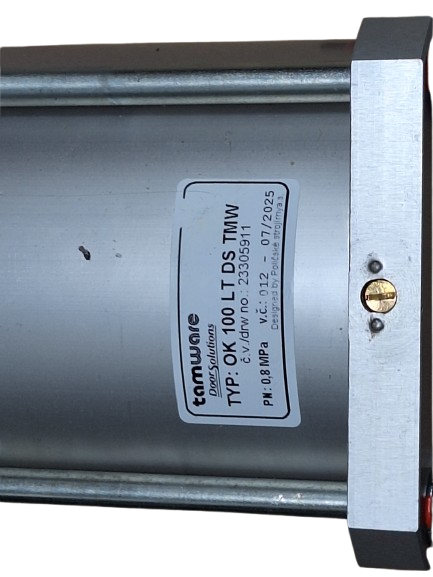 tamware
Door Solutions
TYP: OK 100 LT DS TMW
č.v./drw no.: 23305911
PN: 0,8 MPa v.č.: 012 - 07/2025
Designed by Poličské strojírny a.s.